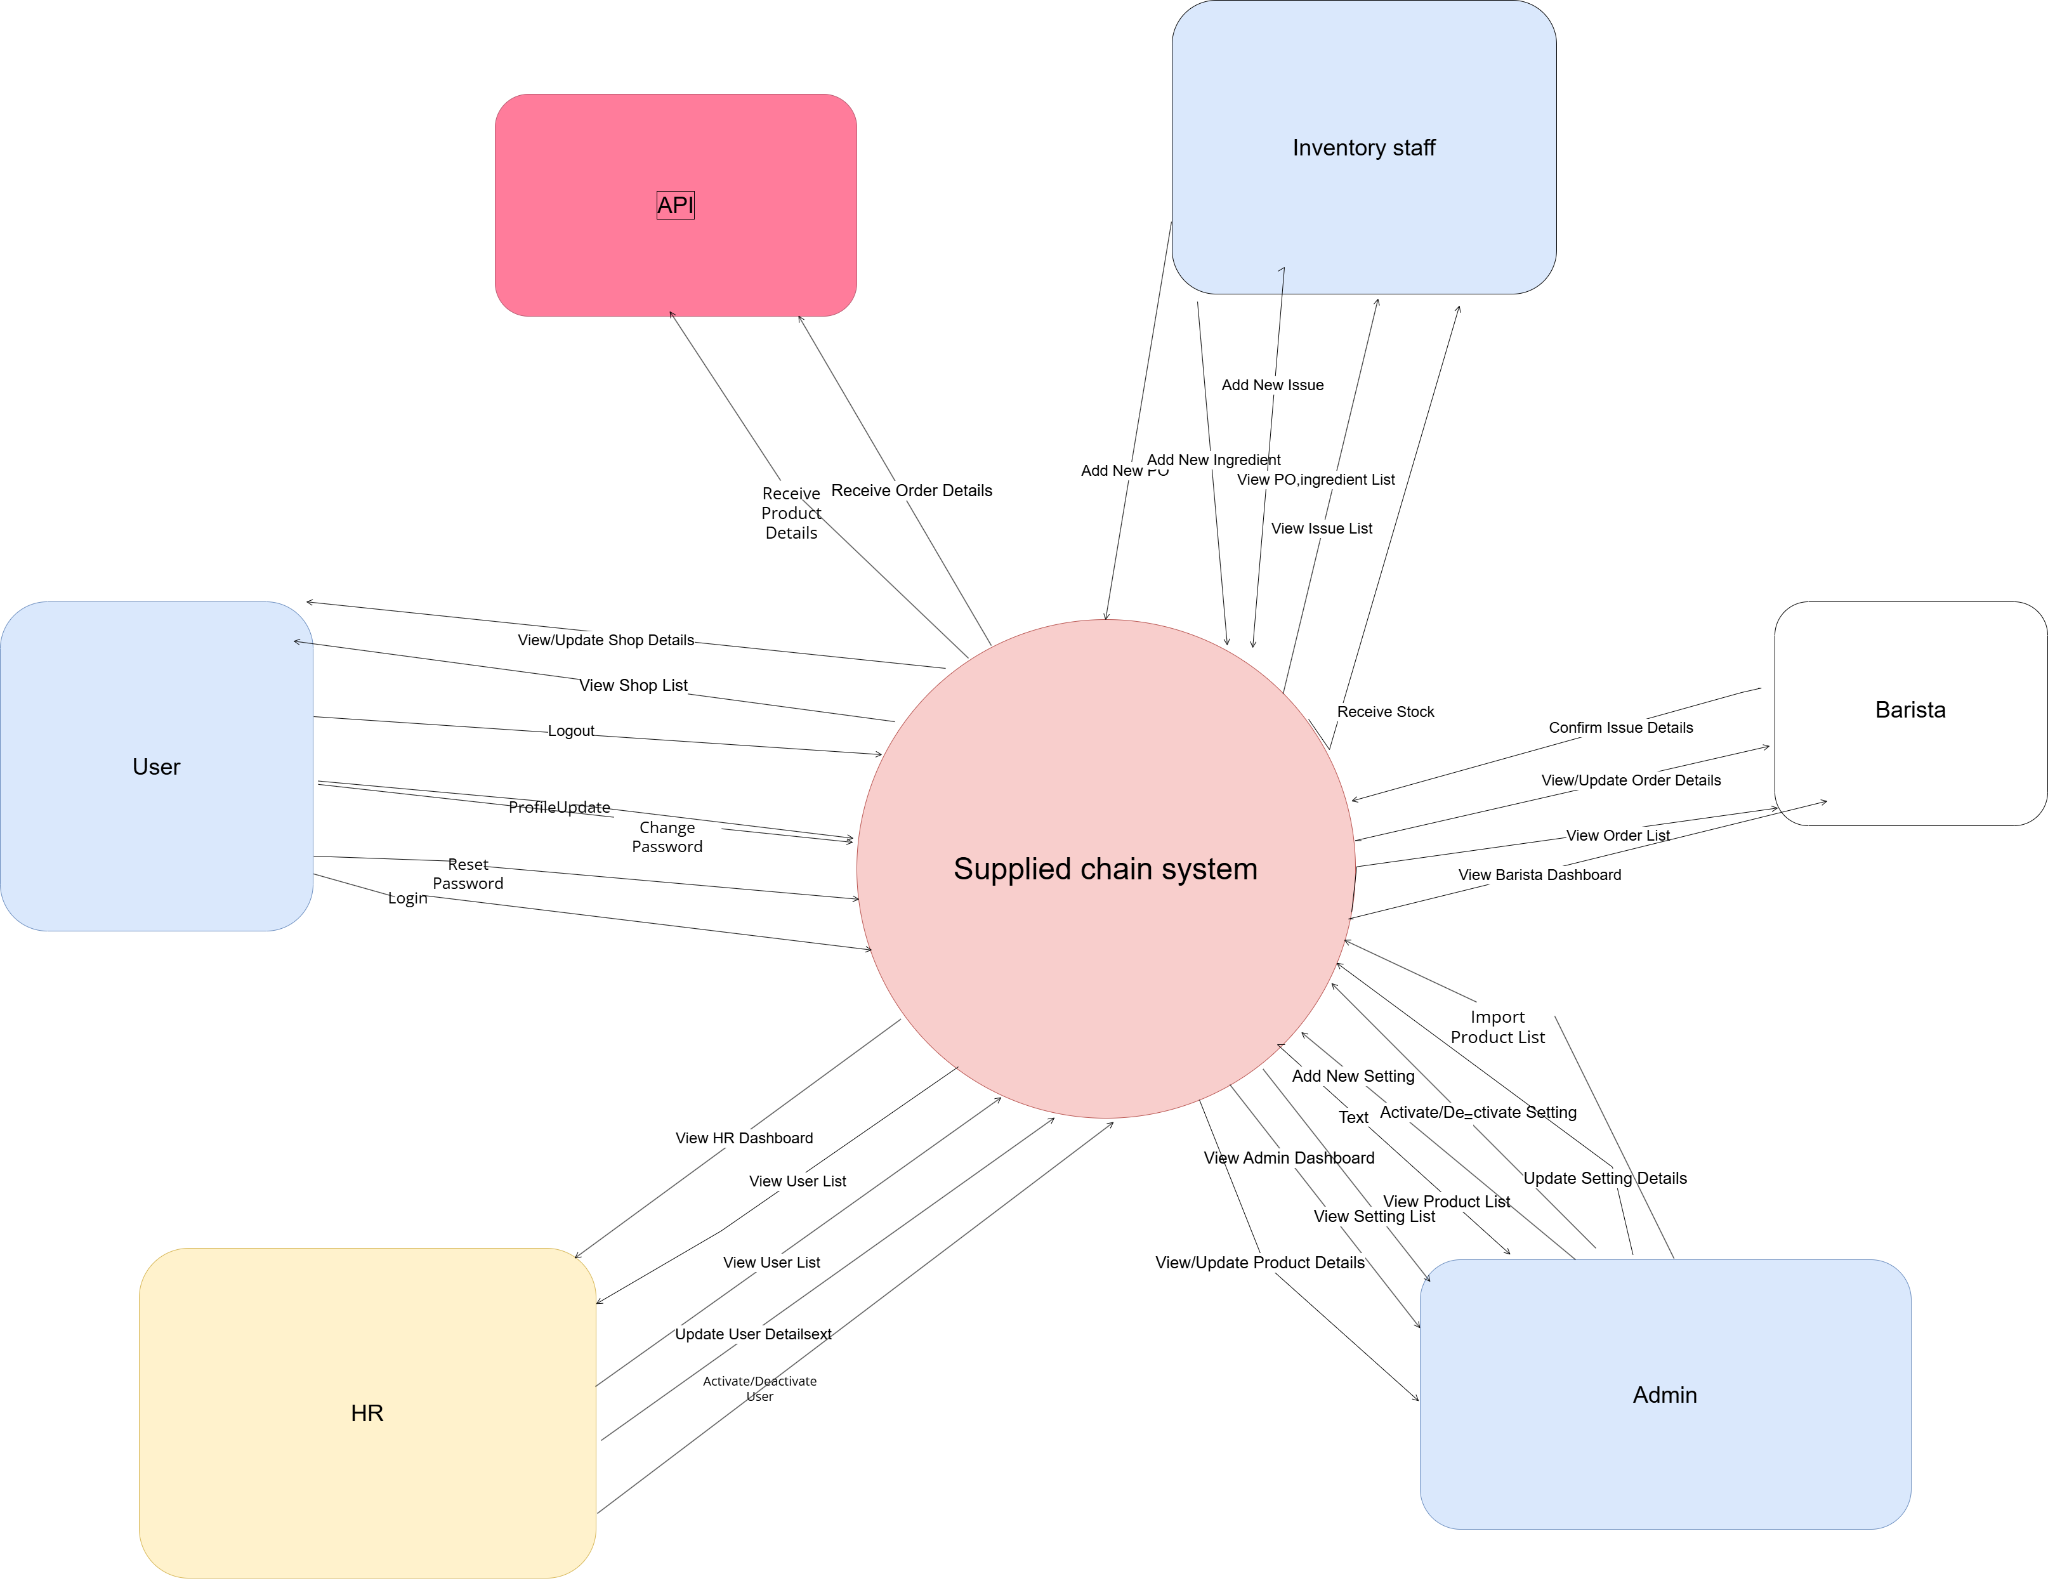 Inventory staff
API
Add New Issue
Add New Ingredient
Add New PO
View PO,ingredient List
Receive
Product
Details
Receive Order Details
View Issue List
View/Update Shop Details
View Shop List
Receive Stock
Barista
Confirm Issue Details
Logout
User
View/Update Order Details
ProfileUpdate
Change
Password
View Order List
Reset
Password
Supplied chain system
View Barista Dashboard
Login
Import
Product List
Add New Setting
Text
Activate/De_ctivate Setting
View HR Dashboard
View Admin Dashboard
View User List
Update Setting Details
View Product List
View Setting List
View User List
View/Update Product Details
Update User Detailsext
Activate/Deactivate
User
Admin
HR